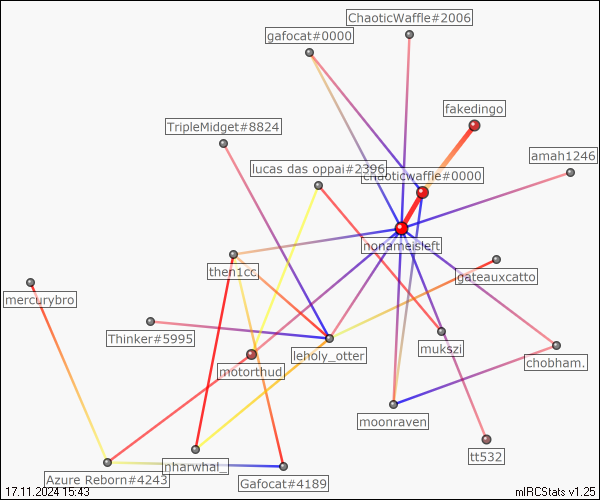 ChaoticWaffle#2006
gafocat#0000
fakedingo
TripleMidget#8824
amah1246
lucas das oppai#2396
chaoticwaffle#0000
nonameisleft
then1cc
gateauxcatto
mercurybro
Thinker#5995
leholy_otter
mukszi
chobham.
motorthud
moonraven
tt532
nharwhal_
Azure Reborn#4243
Gafocat#4189
17.11.2024 15:43
mIRCStats v1.25